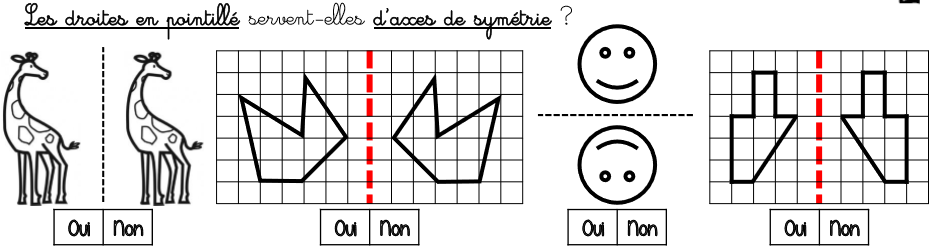 Les droites en pointillé servent-elles d'axes de symétrie ?
Oui Non Oui Non Oui Non Oui Non